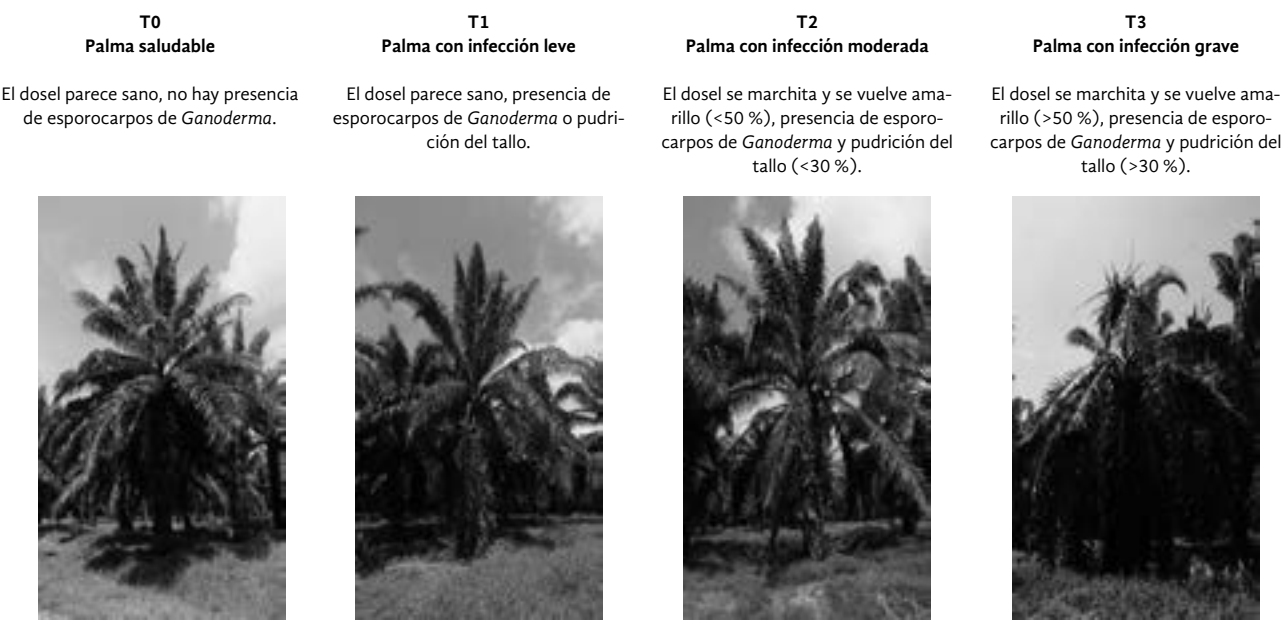 T0
Palma saludable
El dosel parece sano, no hay presencia
de esporocarpos de Ganoderma.
T1
Palma con infección leve
El dosel parece sano, presencia de
esporocarpos de Ganoderma o pudri-
ción del tallo.
T2
Palma con infección moderada
El dosel se marchita y se vuelve ama-
rillo (<50 %), presencia de esporo-
carpos de Ganoderma y pudrición del
tallo (<30 %).
T3
Palma con infección grave
El dosel se marchita y se vuelve ama-
rillo (>50 %), presencia de esporo-
carpos de Ganoderma y pudrición del
tallo (>30 %).